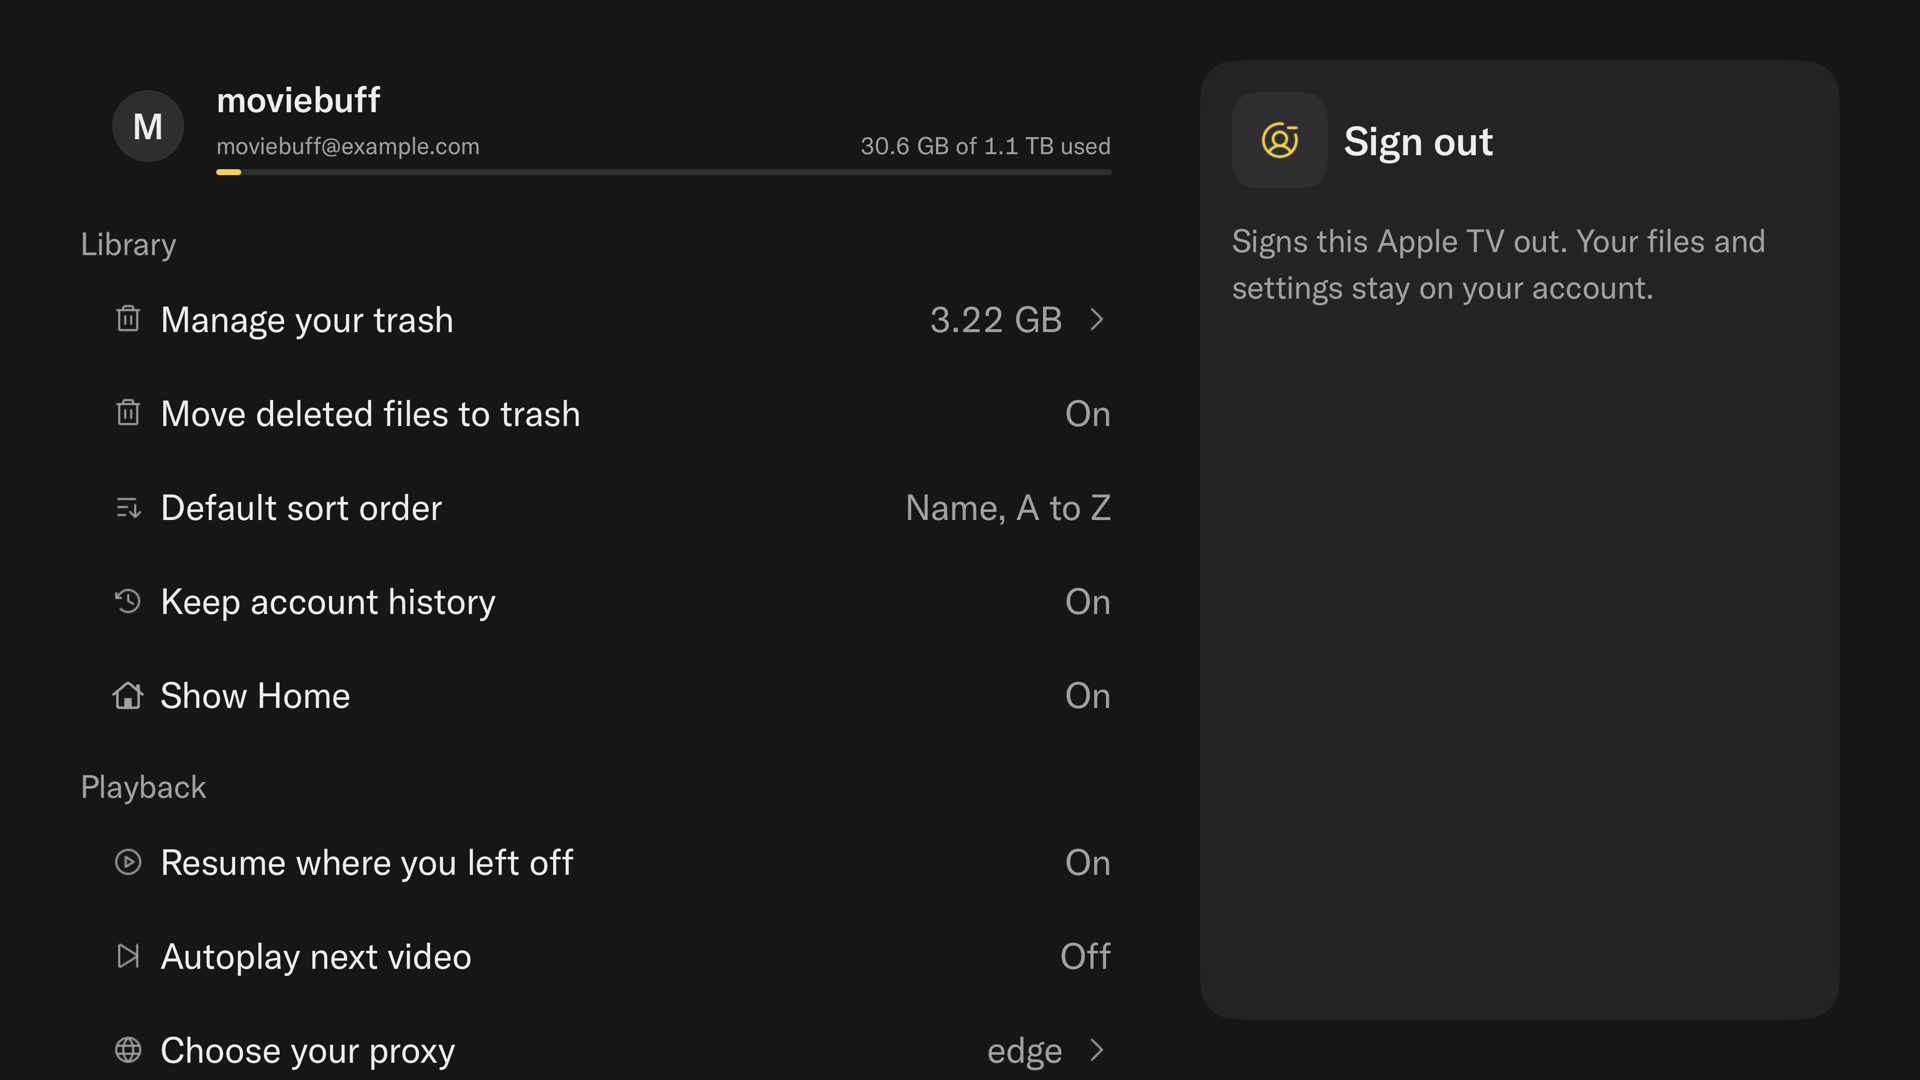 M
moviebuff
moviebuff@example.com
30.6 GB of 1.1 TB used
Library
Manage your trash
3.22 GB
Move deleted files to trash
On
Default sort order
Name, A to Z
Keep account history
On
Show Home
On
Playback
Resume where you left off
On
Autoplay next video
Off
Choose your proxy
edge
Sign out
Signs this Apple TV out. Your files and
settings stay on your account.